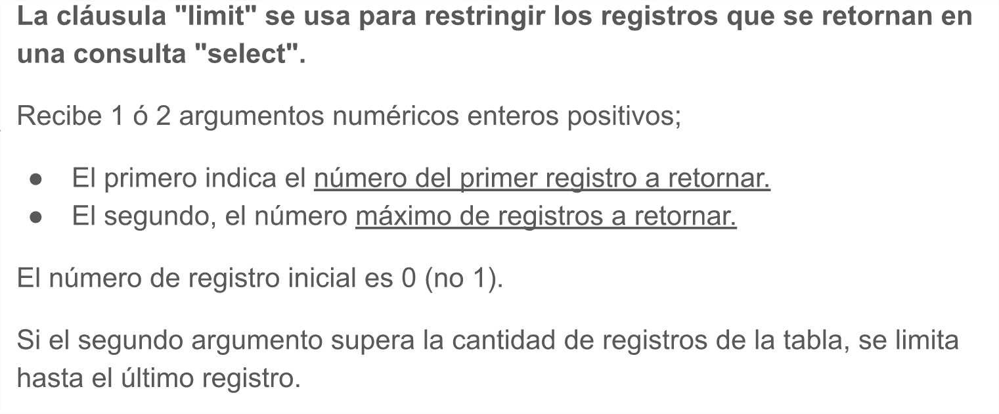 La cláusula "limit" se usa para restringir los registros que se retornan en
una consulta "select".
Recibe 1 ó 2 argumentos numéricos enteros positivos;
● El primero indica el número del primer registro a retornar.
● El segundo, el número máximo de registros a retornar.
El número de registro inicial es 0 (no 1).
Si el segundo argumento supera la cantidad de registros de la tabla, se limita
hasta el último registro.